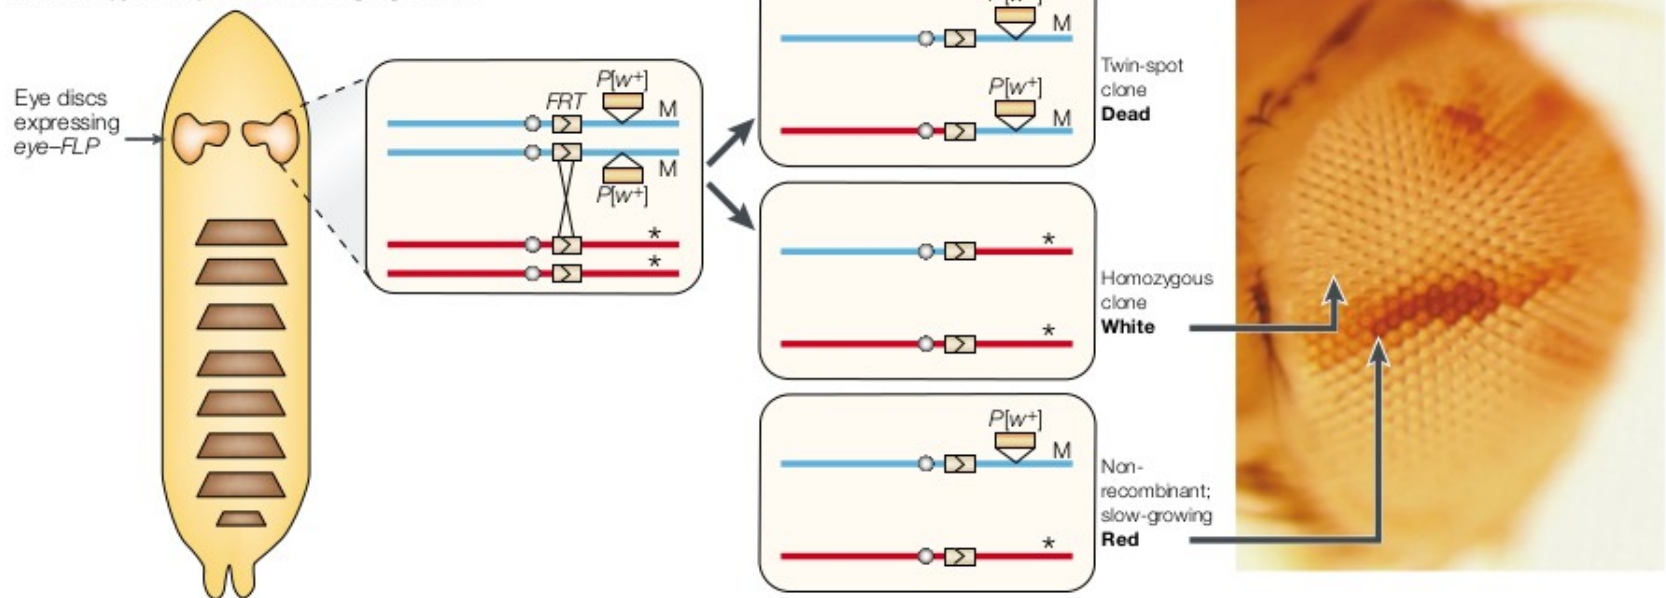 Eye discs
expressing
eye–FLP
FRT
P[w+]
M
M
P[w+]
*
*
P[w+]
M
P[w+]
M
Twin-spot
clone
Dead
*
*
Homozygous
clone
White
P[w+]
M
*
Non-
recombinant;
slow-growing
Red